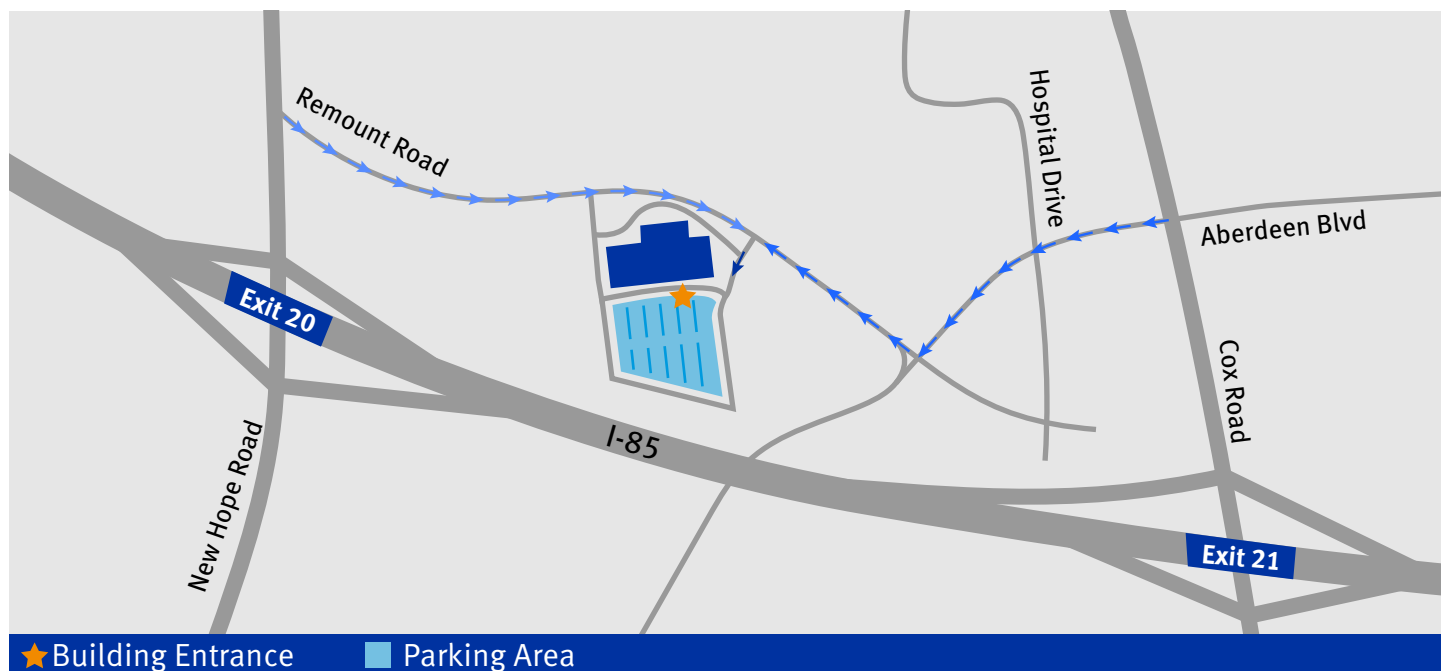 Remount Road
Hospital Drive
Aberdeen Blvd
Exit 20
Cox Road
I-85
New Hope Road
Exit 21
Building Entrance
Parking Area